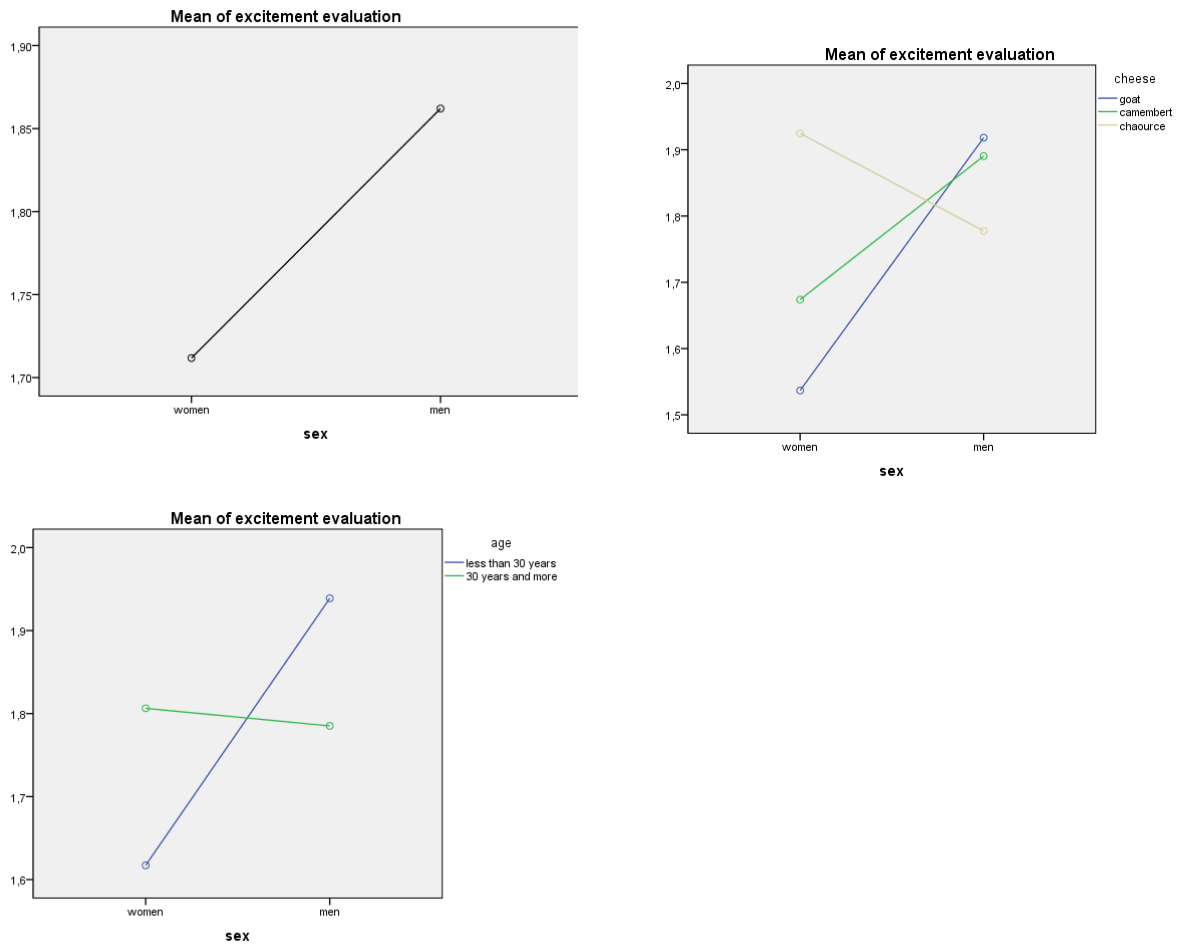 Mean of excitement evaluation
1,90
1,85
1,80
1,75
1,70
women men
sex
Mean of excitement evaluation
cheese
goat
camembert
chaource
2,0
1,9
1,8
1,7
1,6
1,5
women men
sex
Mean of excitement evaluation
age
less than 30 years
30 years and more
2,0
1,9
1,8
1,7
1,6
women men
sex